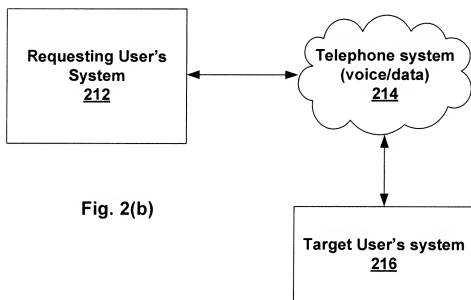 Requesting User's
System
212
Telephone system
(voice/data)
214
Fig. 2(b)
Target User's system
216